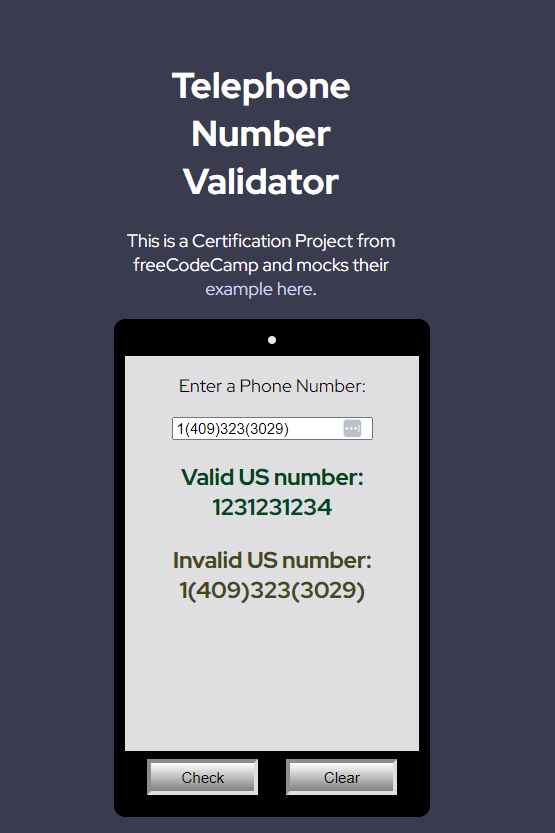 Telephone
Number
Validator
This is a Certification Project from
freeCodeCamp and mocks their
example here.
Enter a Phone Number:
1(409)323(3029)
Valid US number:
1231231234
Invalid US number:
1(409)323(3029)
Check Clear